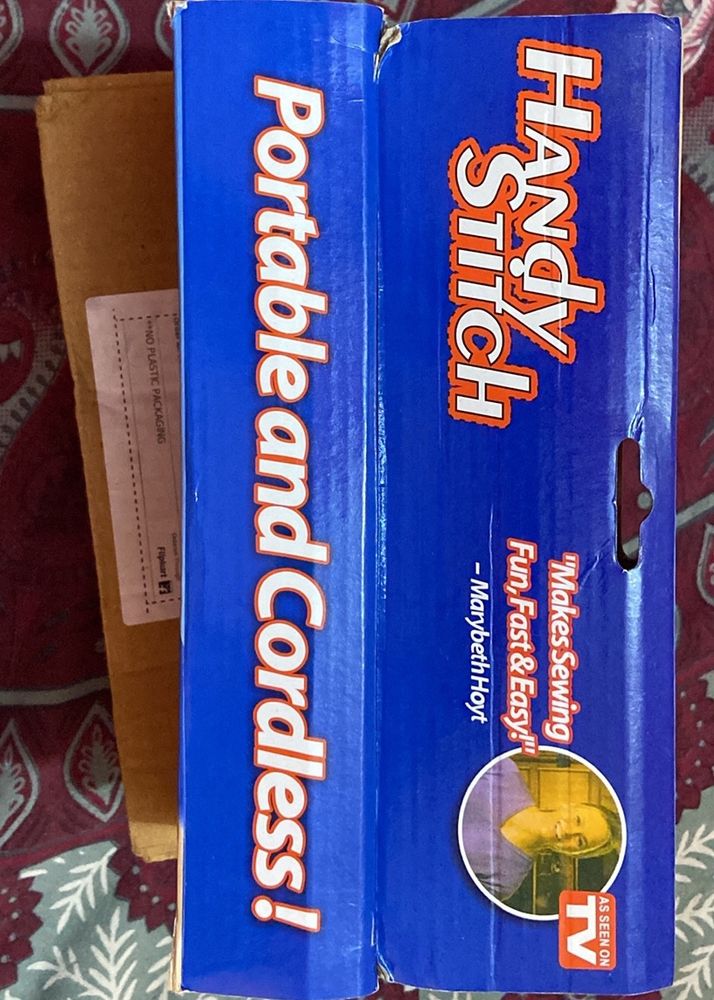 HANdy
STITCH
"Makes Sewing
Fun, Fast & Easy!"
– Marybeth Hoyt
AS SEEN ON
TV
Portable and Cordless!
**NO PLASTIC PACKAGING
Flipkart